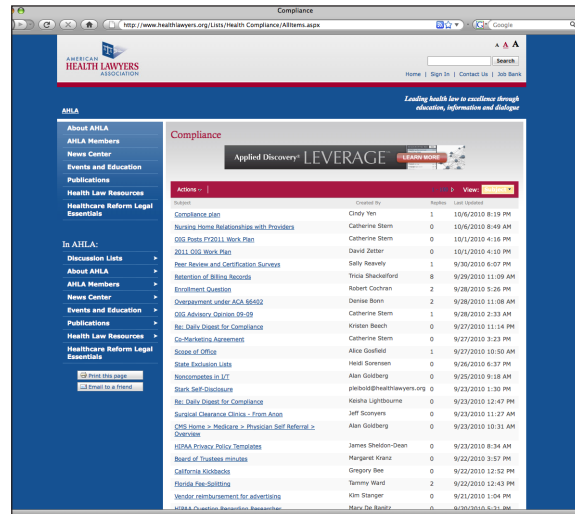 Compliance
http://www.healthlawyers.org/Lists/Health Compliance/AllItems.aspx
Google
A A A
AMERICAN
HEALTH LAWYERS
ASSOCIATION
Search
Home | Sign In | Contact Us | Job Bank
Leading health law to excellence through
education, information and dialogue
AHLA
About AHLA
AHLA Members
News Center
Events and Education
Publications
Health Law Resources
Healthcare Reform Legal
Essentials
In AHLA:
Discussion Lists
About AHLA
AHLA Members
News Center
Events and Education
Publications
Health Law Resources
Healthcare Reform Legal
Essentials
Print this page
Email to a friend
Compliance
Applied Discovery® LEVERAGE LEARN MORE
Actions View:
Subject Created By Replies Last Updated
Compliance plan Cindy Yen 1 10/6/2010 8:19 PM
Nursing Home Relationships with Providers Catherine Stern 0 10/6/2010 8:49 AM
OIG Posts FY2011 Work Plan Catherine Stern 0 10/1/2010 4:16 PM
2011 OIG Work Plan David Zetter 0 10/1/2010 4:10 PM
Peer Review and Certification Surveys Sally Reavely 1 9/30/2010 6:07 PM
Retention of Billing Records Tricia Shackelford 8 9/29/2010 11:09 AM
Enrollment Question Robert Cochran 2 9/28/2010 5:26 PM
Overpayment under ACA §6402 Denise Bonn 2 9/28/2010 11:08 AM
OIG Advisory Opinion 09-09 Catherine Stern 1 9/28/2010 2:33 AM
Re: Daily Digest for Compliance Kristen Beech 0 9/27/2010 11:14 PM
Co-Marketing Agreement Catherine Stern 0 9/27/2010 3:23 PM
Scope of Office Alice Gosfield 1 9/27/2010 10:50 AM
State Exclusion Lists Heidi Sorensen 0 9/26/2010 6:37 PM
Noncompetes in I/T Alan Goldberg 0 9/25/2010 9:18 AM
Stark Self-Disclosure pleibold@healthlawyers.org 0 9/23/2010 1:30 PM
Re: Daily Digest for Compliance Keisha Lightbourne 0 9/23/2010 12:47 PM
Surgical Clearance Clinics - From Anon Jeff Sconyers 0 9/23/2010 11:27 AM
CMS Home > Medicare > Physician Self Referral > Alan Goldberg 0 9/23/2010 10:31 AM
Overview
HIPAA Privacy Policy Templates James Sheldon-Dean 0 9/23/2010 8:34 AM
Board of Trustees minutes Margaret Kranz 0 9/22/2010 3:57 PM
California Kickbacks Gregory Bee 0 9/22/2010 12:52 PM
Florida Fee-Splitting Tammy Ward 2 9/22/2010 12:43 PM
Vendor reimbursement for advertising Kim Stanger 0 9/21/2010 1:04 PM
HIPAA Question Regarding Researcher 0 9/20/2010 5:21 PM